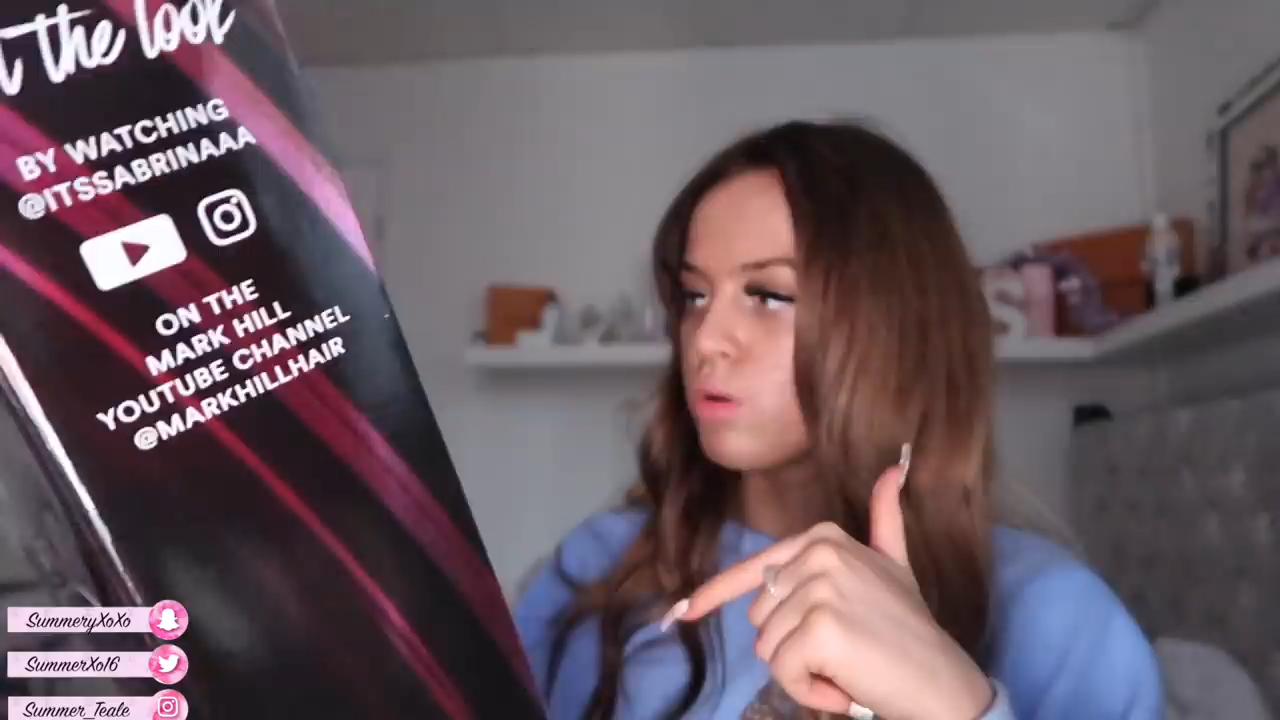 the look
BY WATCHING
@ITSSABRINAAA
ON THE
MARK HILL
YOUTUBE CHANNEL
@MARKHILLHAIR
S
SummeryXoXo
SummerXo16
Summer_Teale